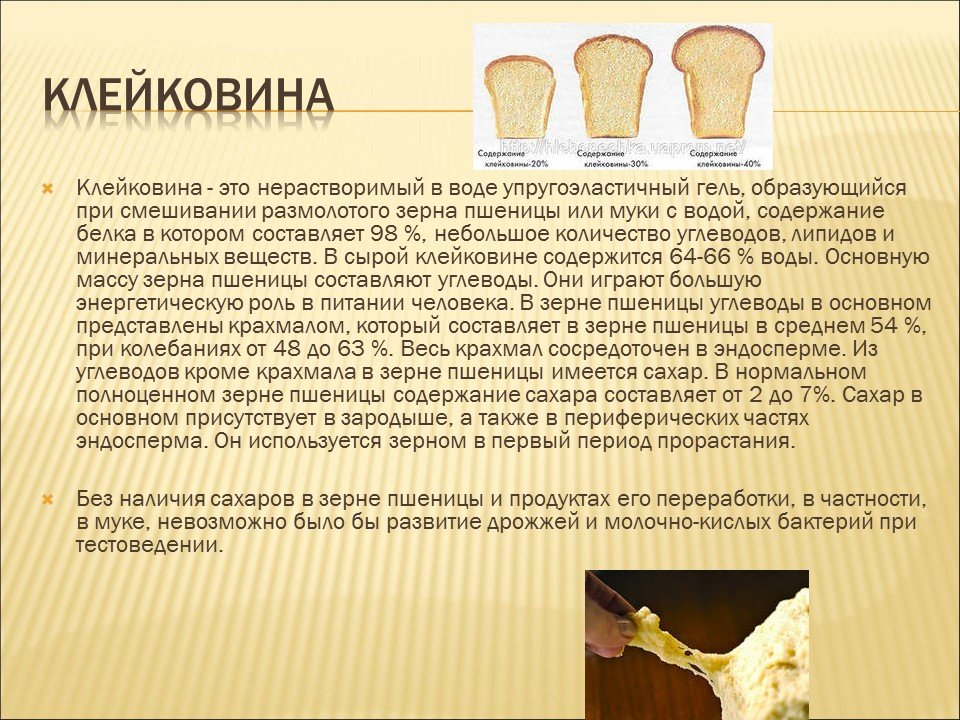 КЛЕЙКОВИНА
http://hlebopechka.uaprom.net/
Содержание клейковины-20%
Содержание клейковины-30%
Содержание клейковины-40%
Клейковина - это нерастворимый в воде упругоэластичный гель, образующийся
при смешивании размолотого зерна пшеницы или муки с водой, содержание
белка в котором составляет 98 %, небольшое количество углеводов, липидов и
минеральных веществ. В сырой клейковине содержится 64-66 % воды. Основную
массу зерна пшеницы составляют углеводы. Они играют большую
энергетическую роль в питании человека. В зерне пшеницы углеводы в основном
представлены крахмалом, который составляет в зерне пшеницы в среднем 54 %,
при колебаниях от 48 до 63 %. Весь крахмал сосредоточен в эндосперме. Из
углеводов кроме крахмала в зерне пшеницы имеется сахар. В нормальном
полноценном зерне пшеницы содержание сахара составляет от 2 до 7%. Сахар в
основном присутствует в зародыше, а также в периферических частях
эндосперма. Он используется зерном в первый период прорастания.
Без наличия сахаров в зерне пшеницы и продуктах его переработки, в частности,
в муке, невозможно было бы развитие дрожжей и молочно-кислых бактерий при
тестоведении.